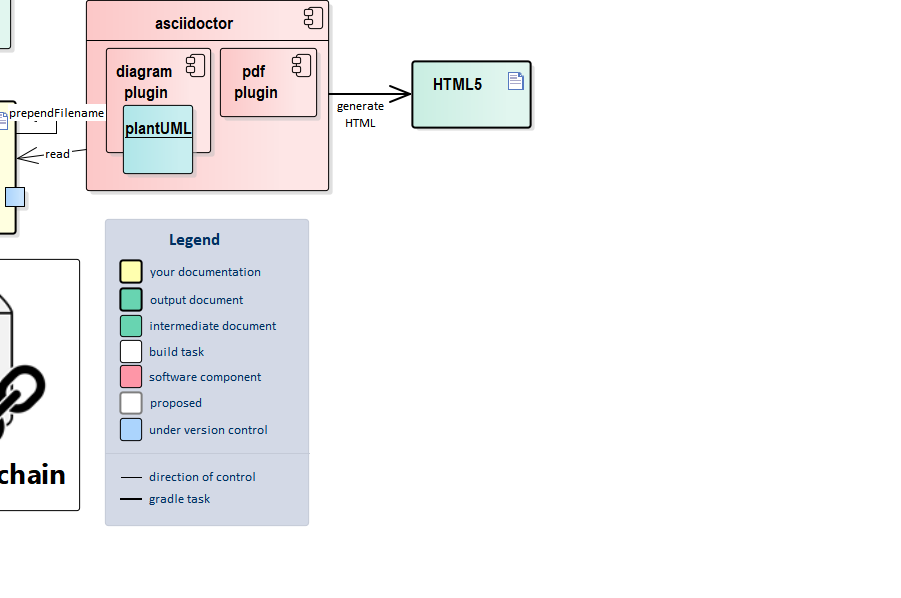 asciidoctor
diagram
plugin
pdf
plugin
plantUML
HTML5
generate
HTML
prependFilename
read
Legend
your documentation
output document
intermediate document
build task
software component
proposed
under version control
direction of control
gradle task
chain